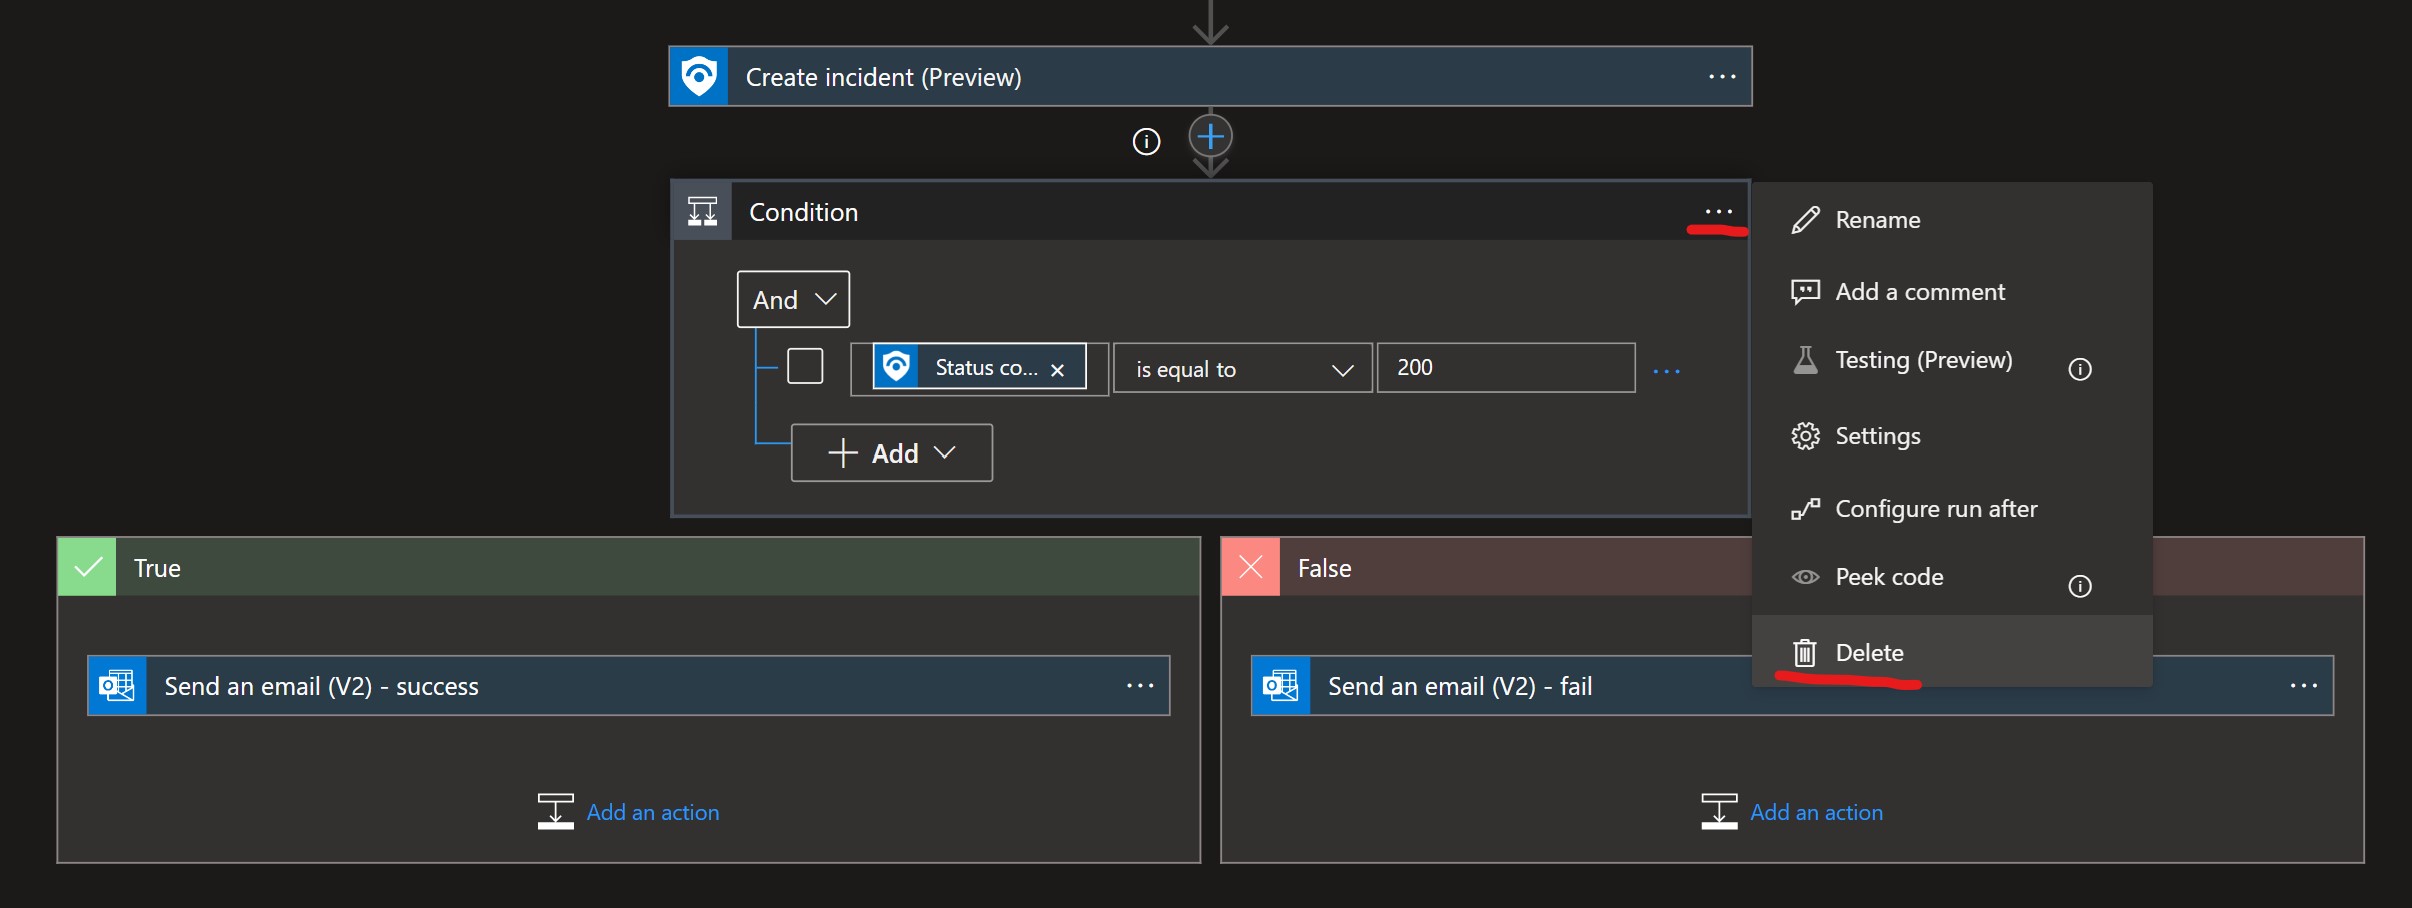 Create incident (Preview)
Condition
And
Status co...
is equal to
200
Add
Rename
Add a comment
Testing (Preview)
Settings
Configure run after
Peek code
Delete
True
Send an email (V2) - success
Add an action
False
Send an email (V2) - fail
Add an action